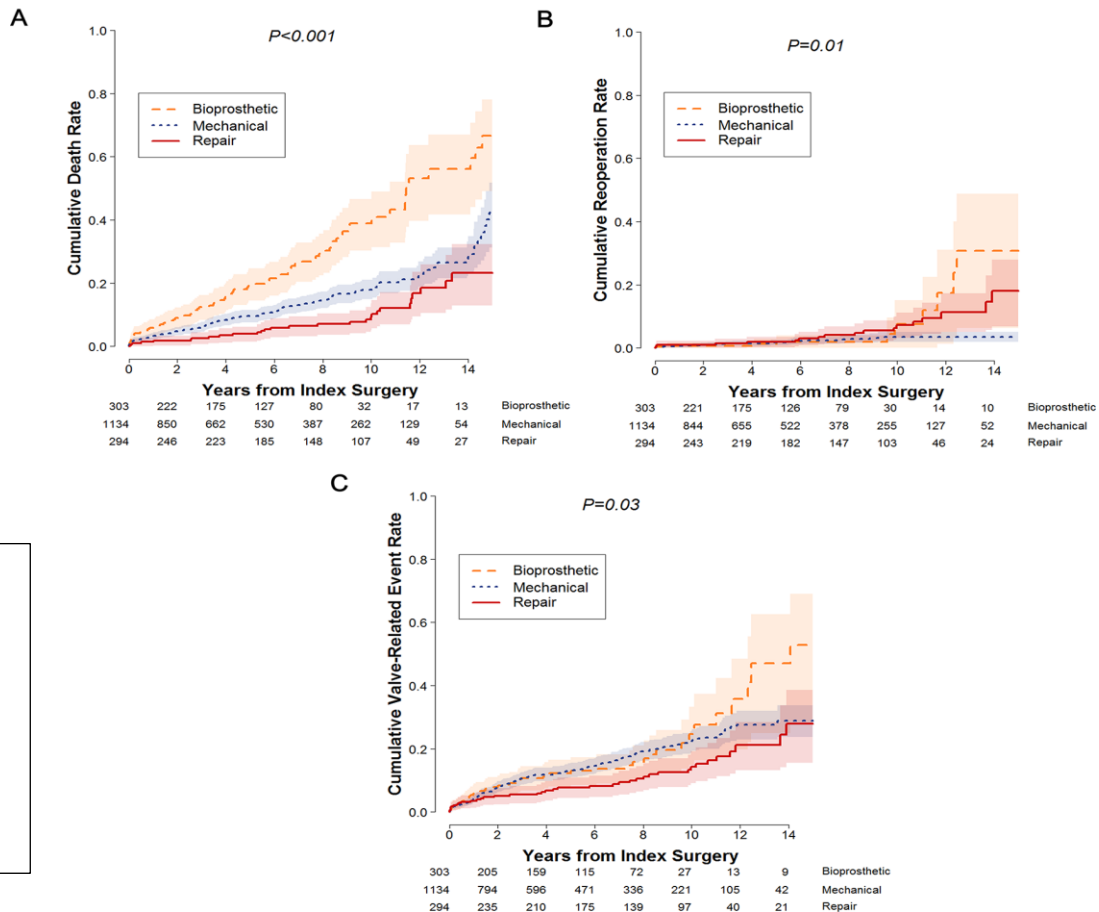 A
P<0.001
Cumulative Death Rate
1.0
0.8
0.6
0.4
0.2
0.0
Bioprosthetic
Mechanical
Repair
0 2 4 6 8 10 12 14
Years from Index Surgery
303 222 175 127 80 32 17 13 Bioprosthetic
1134 850 662 530 387 262 129 54 Mechanical
294 246 223 185 148 107 49 27 Repair
B
P=0.01
Cumulative Reoperation Rate
1.0
0.8
0.6
0.4
0.2
0.0
Bioprosthetic
Mechanical
Repair
0 2 4 6 8 10 12 14
Years from Index Surgery
303 221 175 126 79 30 14 10 Bioprosthetic
1134 844 655 522 378 255 127 52 Mechanical
294 243 219 182 147 103 46 24 Repair
C
P=0.03
Cumulative Valve-Related Event Rate
1.0
0.8
0.6
0.4
0.2
0.0
Bioprosthetic
Mechanical
Repair
0 2 4 6 8 10 12 14
Years from Index Surgery
303 205 159 115 72 27 13 9 Bioprosthetic
1134 794 596 471 336 221 105 42 Mechanical
294 235 210 175 139 97 40 21 Repair